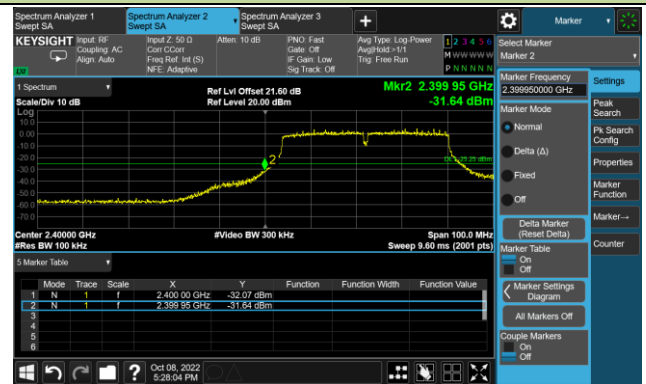 Spectrum Analyzer 1
Swept SA
Spectrum Analyzer 2
Swept SA
Spectrum Analyzer 3
Swept SA
+
Marker
KEYSIGHT
Input: RF
Coupling: AC
Align: Auto
Input Z: 50 Ω
Corr CCorr
Freq Ref: Int (S)
NFE: Adaptive
Atten: 10 dB
PNO: Fast
Gate: Off
IF Gain: Low
Sig Track: Off
Avg Type: Log-Power
Avg|Hold:>1/1
Trig: Free Run
1 2 3 4 5 6
M W W W W W
P N N N N N
LXI
Select Marker
Marker 2
1 Spectrum
Scale/Div 10 dB
Ref Lvl Offset 21.60 dB
Ref Level 20.00 dBm
Mkr2 2.399 95 GHz
-31.64 dBm
Log
10.0
0.00
-10.0
-20.0
-30.0
-40.0
-50.0
-60.0
-70.0
2
DL1 -25.25 dBm
Center 2.40000 GHz
#Res BW 100 kHz
#Video BW 300 kHz
Span 100.0 MHz
Sweep 9.60 ms (2001 pts)
5 Marker Table
Mode Trace Scale X Y Function Function Width Function Value
1 N 1 f 2.400 00 GHz -32.07 dBm
2 N 1 f 2.399 95 GHz -31.64 dBm
3
4
5
6
Marker Frequency
2.399950000 GHz
Marker Mode
Normal
Delta (Δ)
Fixed
Off
Delta Marker
(Reset Delta)
Marker Table
On
Off
Marker Settings
Diagram
All Markers Off
Couple Markers
On
Off
Settings
Peak
Search
Pk Search
Config
Properties
Marker
Function
Marker→
Counter
?
Oct 08, 2022
5:28:04 PM